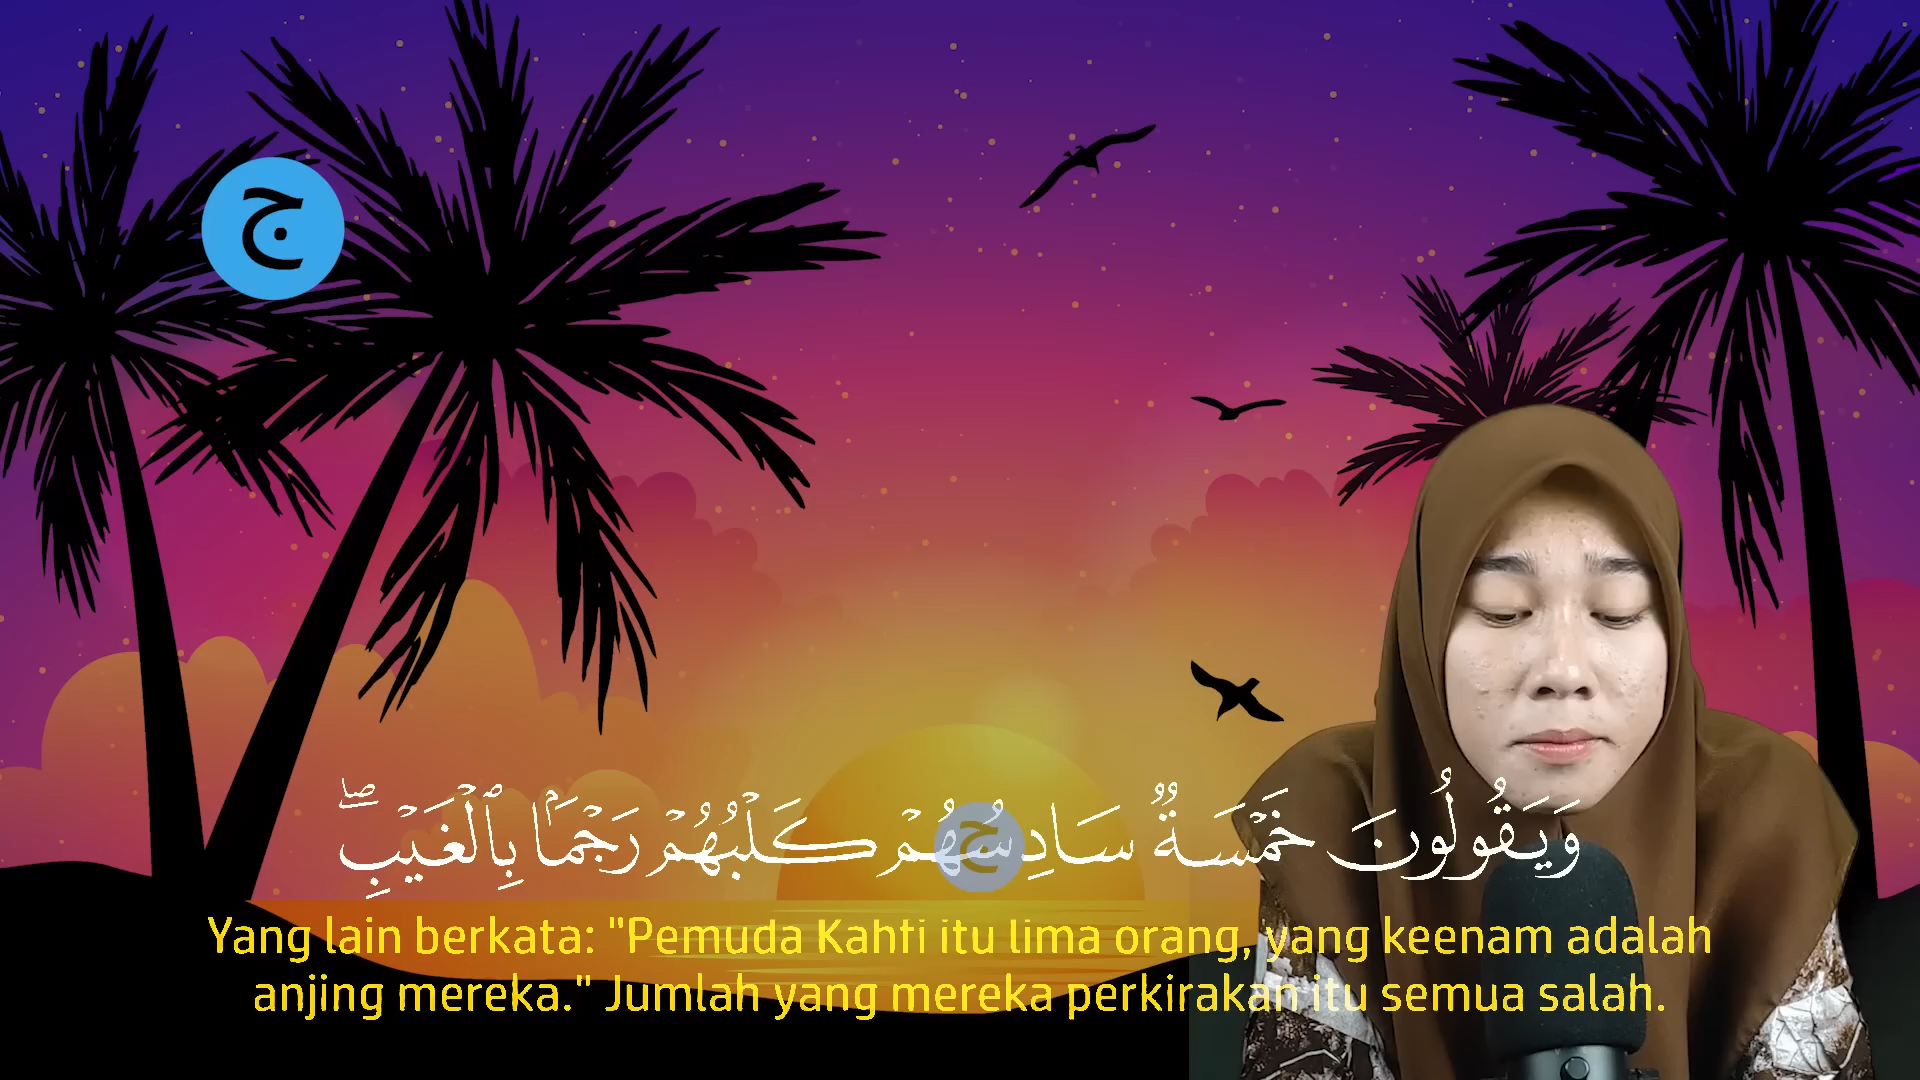 ج
وَيَقُولُونَ خَمْسَةٌ سَادِسُهُمْ كَلْبُهُمْ رَجْمًۢا بِٱلْغَيْبِ ۖ
ج
Yang lain berkata: "Pemuda Kahfi itu lima orang, yang keenam adalah
anjing mereka." Jumlah yang mereka perkirakan itu semua salah.